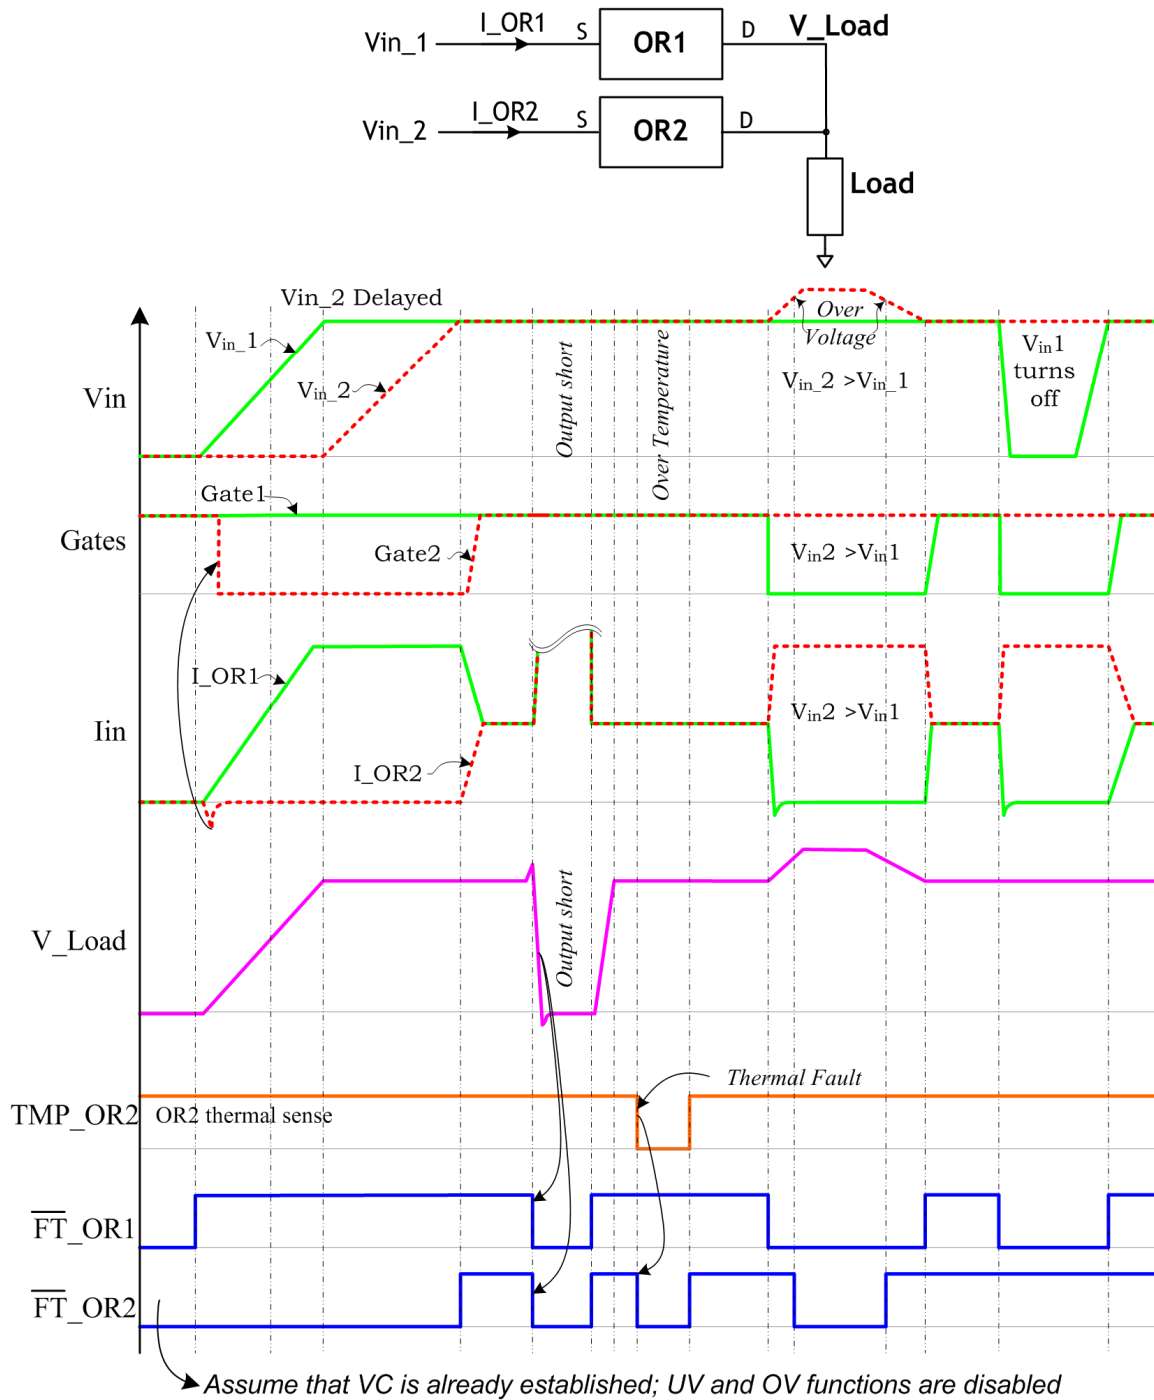 I_OR1
V_Load
Vin_1
S
OR1
D
I_OR2
Vin_2
S
OR2
D
Load
Vin_2 Delayed
Vin_1
Vin_2
Vin
Output short
Over Temperature
Over
Voltage
Vin_2 >Vin_1
Vin1
turns
off
Gate1
Gates
Gate2
Vin2 >Vin1
I_OR1
Iin
I_OR2
Vin2 >Vin1
V_Load
Output short
Thermal Fault
TMP_OR2
OR2 thermal sense
F̅T̅_OR1
F̅T̅_OR2
Assume that VC is already established; UV and OV functions are disabled